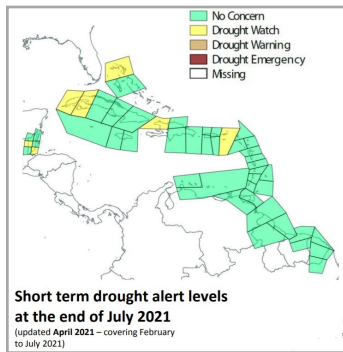 No Concern
Drought Watch
Drought Warning
Drought Emergency
Missing
Short term drought alert levels
at the end of July 2021
(updated April 2021 – covering February
to July 2021)